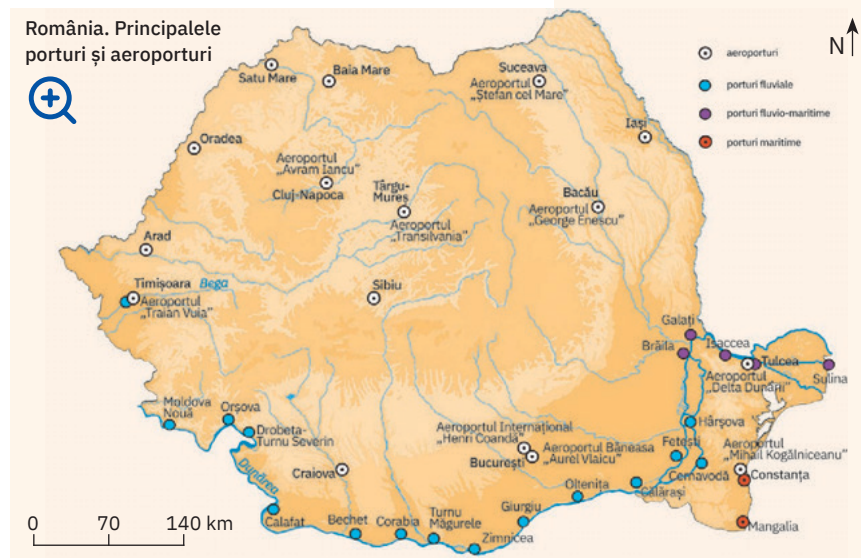 România. Principalele
porturi și aeroporturi
N
aeroporturi
porturi fluviale
porturi fluvio-maritime
porturi maritime
Satu Mare
Baia Mare
Suceava
Aeroportul
„Ștefan cel Mare”
Iași
Oradea
Aeroportul
„Avram Iancu”
Cluj-Napoca
Târgu-
Mureș
Aeroportul
„Transilvania”
Bacău
Aeroportul
„George Enescu”
Arad
Timișoara
Bega
Aeroportul
„Traian Vuia”
Sibiu
Galați
Brăila
Isaccea
Tulcea
Aeroportul
„Delta Dunării”
Sulina
Moldova
Nouă
Orșova
Drobeta-
Turnu Severin
Dunărea
Craiova
Aeroportul Internațional
„Henri Coandă”
București
Aeroportul Băneasa
„Aurel Vlaicu”
Hârșova
Fetești
Cernavodă
Aeroportul
„Mihail Kogălniceanu”
Constanța
Mangalia
Călărași
Oltenița
Giurgiu
Zimnicea
Turnu
Măgurele
Corabia
Bechet
Calafat
0 70 140 km